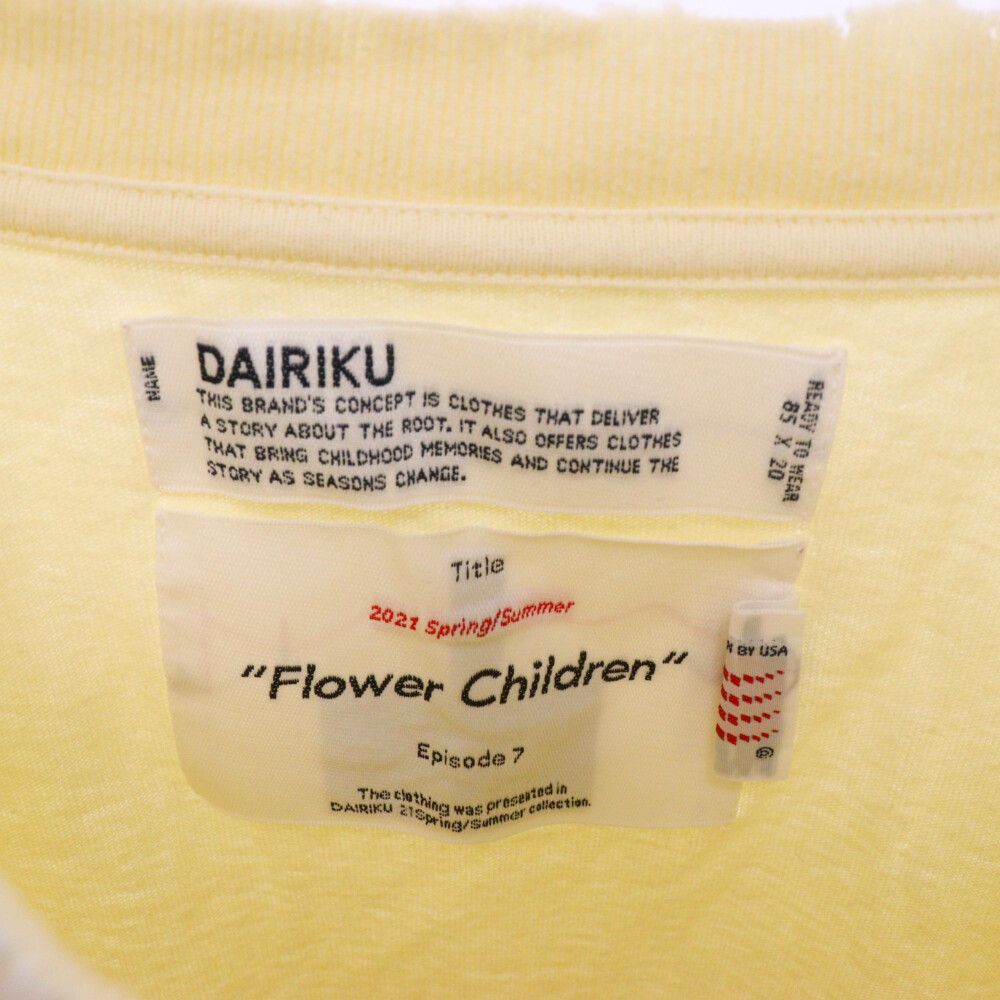 NAME
DAIRIKU
THIS BRAND'S CONCEPT IS CLOTHES THAT DELIVER
A STORY ABOUT THE ROOT. IT ALSO OFFERS CLOTHES
THAT BRING CHILDHOOD MEMORIES AND CONTINUE THE
STORY AS SEASONS CHANGE.
READY TO WEAR
85 X 20
Title
2021 Spring/Summer
"Flower Children"
Episode 7
The clothing was presented in
DAIRIKU 21Spring/Summer collection.
BY USA